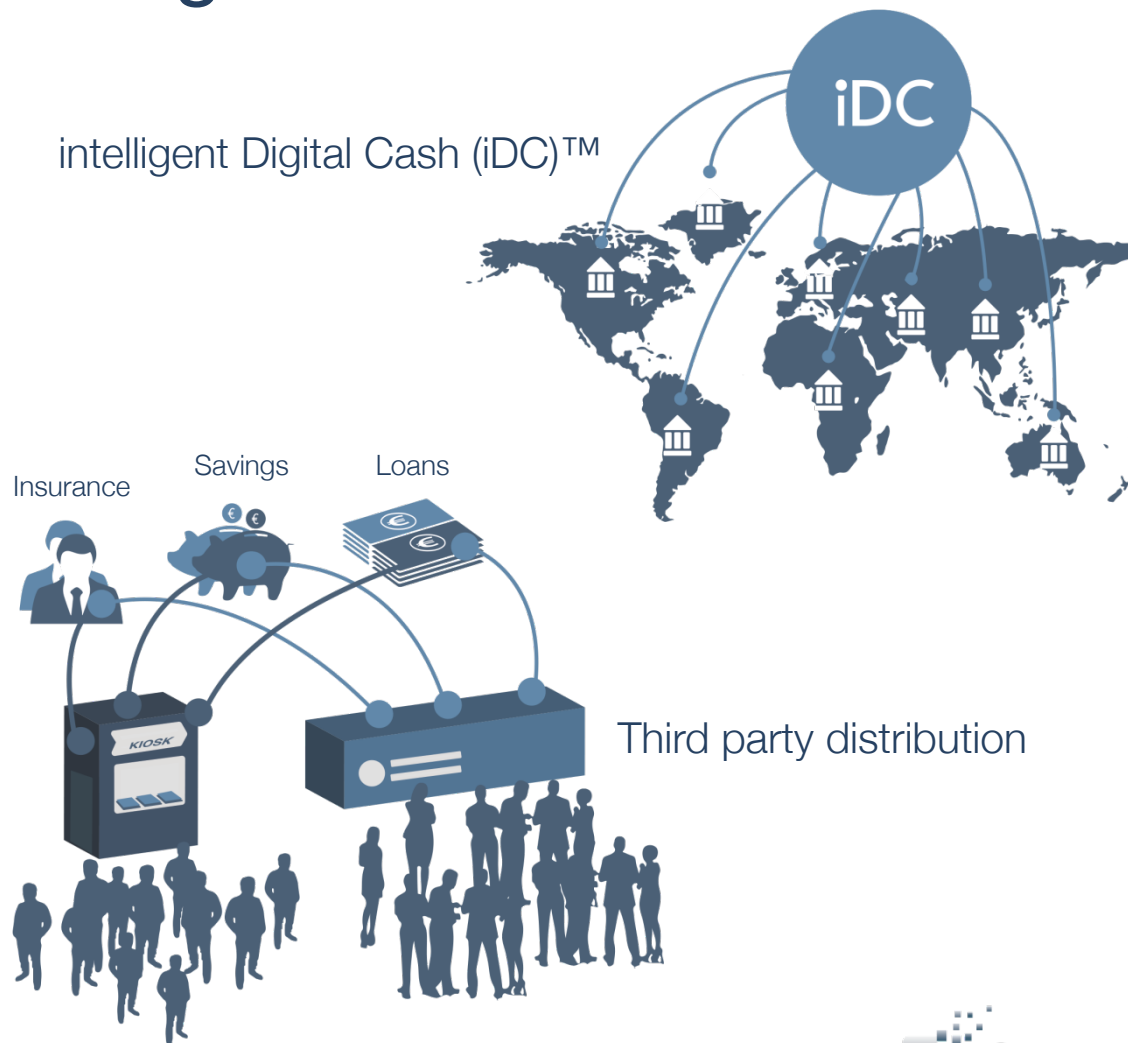 iDC
intelligent Digital Cash (iDC)™
Savings
Loans
Insurance
€ €
€
€
KIOSK
Third party distribution